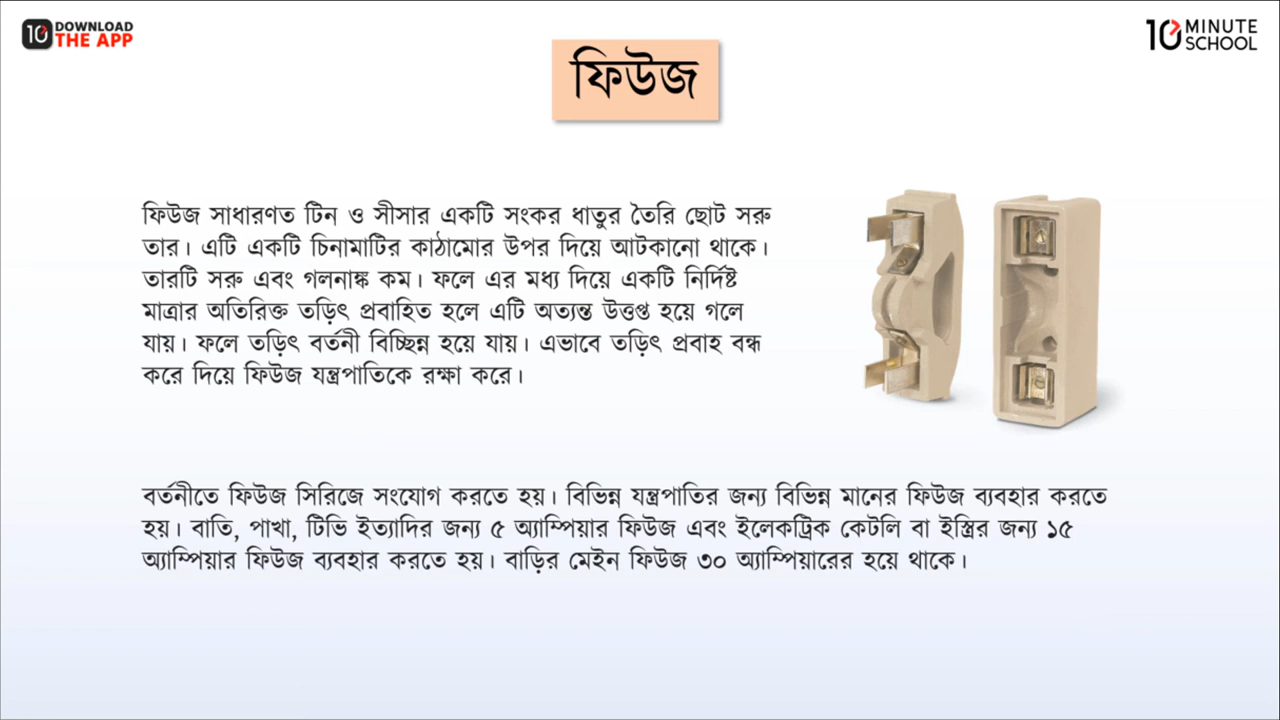 10 DOWNLOAD
THE APP
10 MINUTE
SCHOOL
ফিউজ
ফিউজ সাধারণত টিন ও সীসার একটি সংকর ধাতুর তৈরি ছোট সরু
তার। এটি একটি চিনামাটির কাঠামোর উপর দিয়ে আটকানো থাকে।
তারটি সরু এবং গলনাঙ্ক কম। ফলে এর মধ্য দিয়ে একটি নির্দিষ্ট
মাত্রার অতিরিক্ত তড়িৎ প্রবাহিত হলে এটি অত্যন্ত উত্তপ্ত হয়ে গলে
যায়। ফলে তড়িৎ বর্তনী বিচ্ছিন্ন হয়ে যায়। এভাবে তড়িৎ প্রবাহ বন্ধ
করে দিয়ে ফিউজ যন্ত্রপাতিকে রক্ষা করে।
বর্তনীতে ফিউজ সিরিজে সংযোগ করতে হয়। বিভিন্ন যন্ত্রপাতির জন্য বিভিন্ন মানের ফিউজ ব্যবহার করতে
হয়। বাতি, পাখা, টিভি ইত্যাদির জন্য ৫ অ্যাম্পিয়ার ফিউজ এবং ইলেকট্রিক কেটলি বা ইস্ত্রির জন্য ১৫
অ্যাম্পিয়ার ফিউজ ব্যবহার করতে হয়। বাড়ির মেইন ফিউজ ৩০ অ্যাম্পিয়ারের হয়ে থাকে।